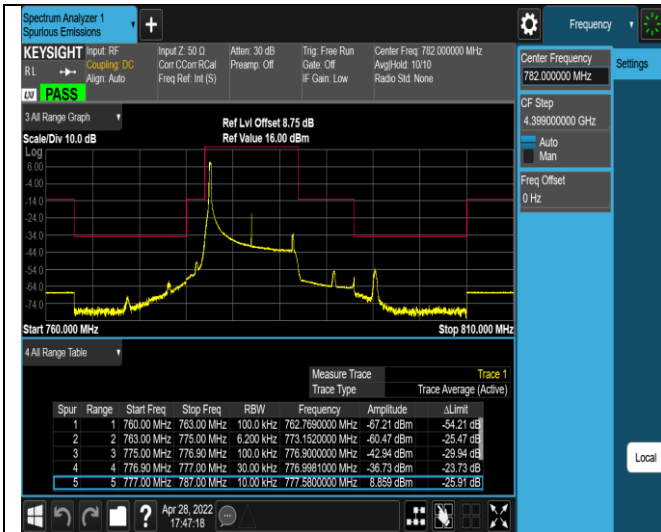 Spectrum Analyzer 1
Spurious Emissions
Frequency
KEYSIGHT
Input: RF
Input Z: 50 Ω
Atten: 30 dB
Trig: Free Run
Center Freq: 782.000000 MHz
RL
Coupling: DC
Corr CCorr RCal
Preamp: Off
Gate: Off
Avg|Hold: 10/10
Align: Auto
Freq Ref: Int (S)
IF Gain: Low
Radio Std: None
LXI
PASS
Center Frequency
782.000000 MHz
Settings
CF Step
4.399000000 GHz
Auto
Man
Freq Offset
0 Hz
3 All Range Graph
Ref Lvl Offset 8.75 dB
Scale/Div 10.0 dB
Ref Value 16.00 dBm
Log
6.00
-4.00
-14.0
-24.0
-34.0
-44.0
-54.0
-64.0
-74.0
Start 760.000 MHz
Stop 810.000 MHz
4 All Range Table
Measure Trace Trace 1
Trace Type Trace Average (Active)
Spur Range Start Freq Stop Freq RBW Frequency Amplitude ΔLimit
1 1 760.00 MHz 763.00 MHz 100.0 kHz 762.7690000 MHz -67.21 dBm -54.21 dB
2 2 763.00 MHz 775.00 MHz 6.200 kHz 773.1520000 MHz -60.47 dBm -25.47 dB
3 3 775.00 MHz 776.90 MHz 100.0 kHz 776.9000000 MHz -42.94 dBm -29.94 dB
4 4 776.90 MHz 777.00 MHz 30.00 kHz 776.9981000 MHz -36.73 dBm -23.73 dB
5 5 777.00 MHz 787.00 MHz 10.00 kHz 777.5800000 MHz 8.859 dBm -25.91 dB
Local
?
Apr 28, 2022
17:47:18